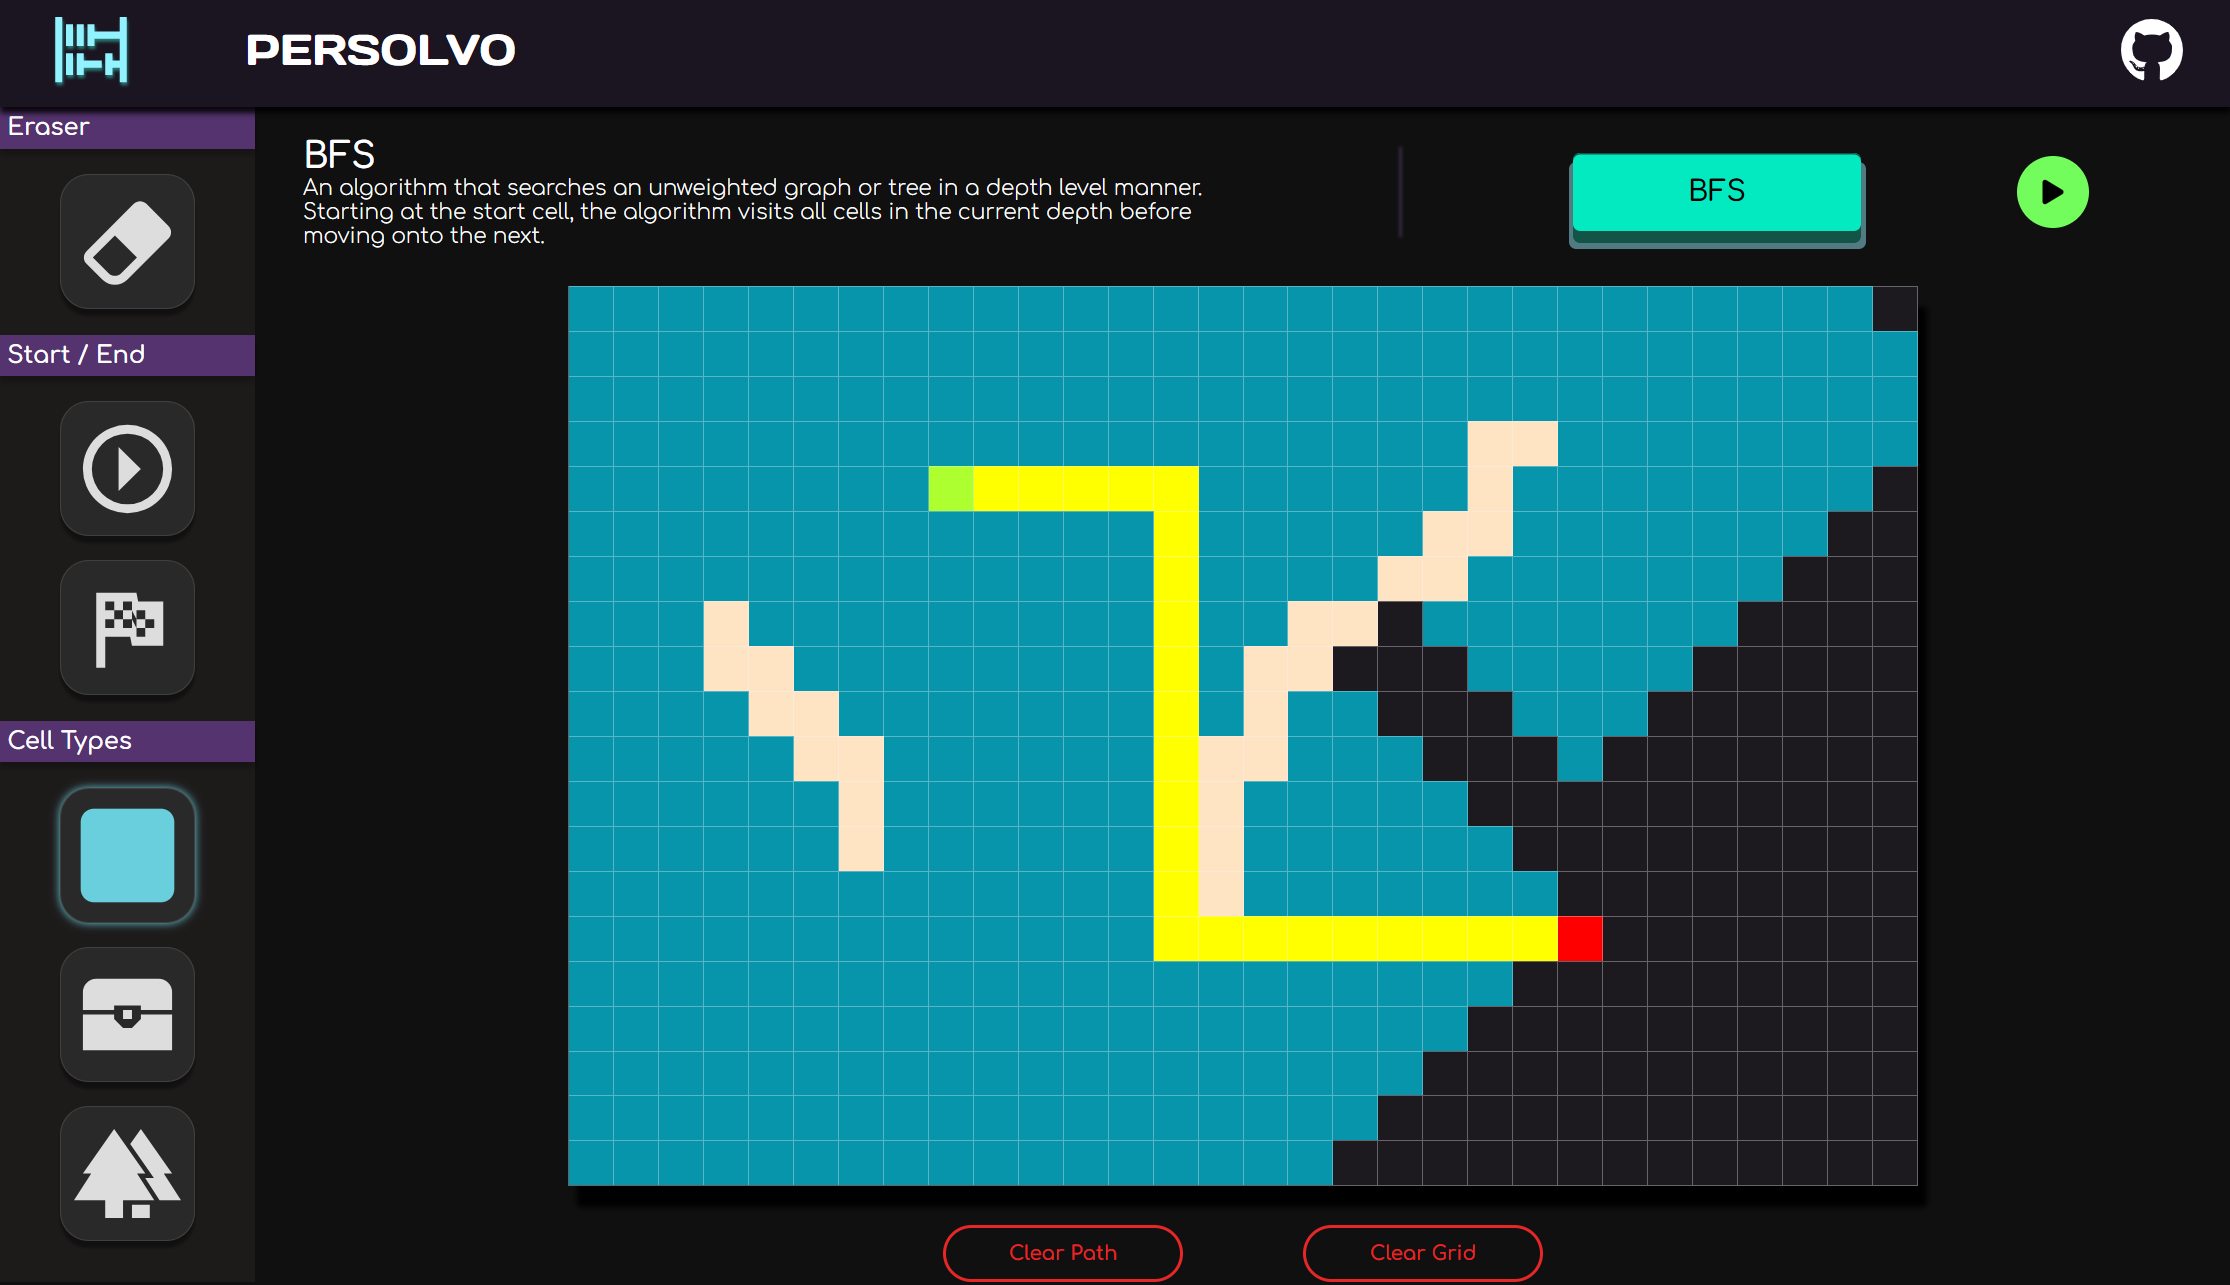 PERSOLVO
Eraser
Start / End
Cell Types
BFS
An algorithm that searches an unweighted graph or tree in a depth level manner.
Starting at the start cell, the algorithm visits all cells in the current depth before
moving onto the next.
BFS
Clear Path
Clear Grid